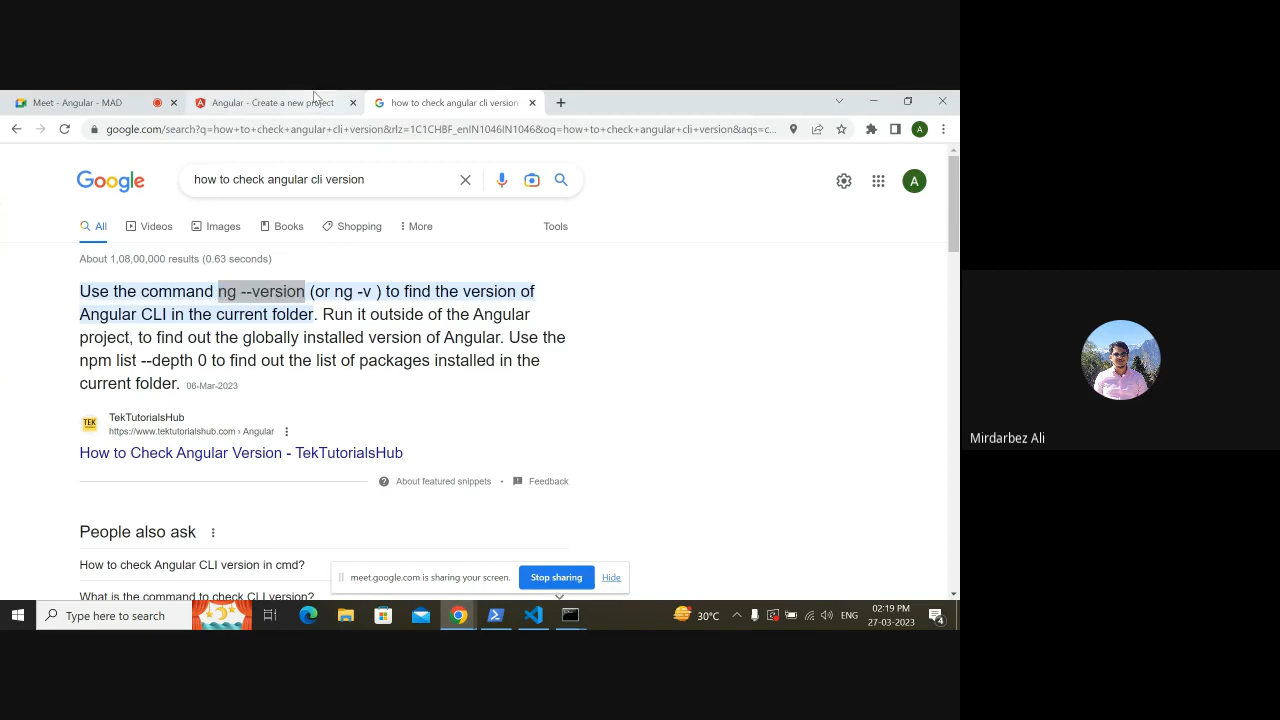 Meet - Angular - MAD
Angular - Create a new project
how to check angular cli version
google.com/search?q=how+to+check+angular+cli+version&rlz=1C1CHBF_enIN1046IN1046&oq=how+to+check+angular+cli+version&aqs=c...
A
Google
how to check angular cli version
A
All
Videos
Images
Books
Shopping
More
Tools
About 1,08,00,000 results (0.63 seconds)
Use the command ng --version (or ng -v ) to find the version of
Angular CLI in the current folder. Run it outside of the Angular
project, to find out the globally installed version of Angular. Use the
npm list --depth 0 to find out the list of packages installed in the
current folder. 06-Mar-2023
TEK
TekTutorialsHub
https://www.tektutorialshub.com › Angular
How to Check Angular Version - TekTutorialsHub
About featured snippets • Feedback
People also ask
How to check Angular CLI version in cmd?
What is the command to check CLI version?
meet.google.com is sharing your screen.
Stop sharing
Hide
Type here to search
30°C
ENG
02:19 PM
27-03-2023
4
Mirdarbez Ali